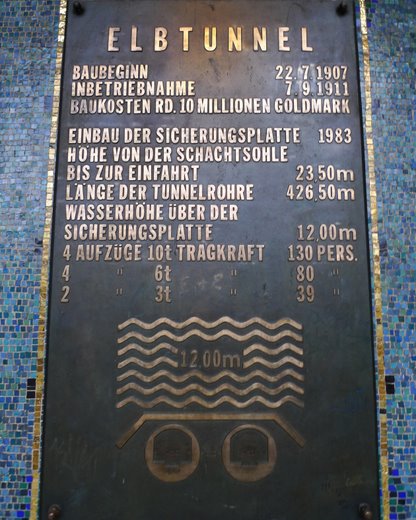 ELBTUNNEL
BAUBEGINN 22.7.1907
INBETRIEBNAHME 7.9.1911
BAUKOSTEN RD. 10 MILLIONEN GOLDMARK
EINBAU DER SICHERUNGSPLATTE 1983
HÖHE VON DER SCHACHTSOHLE
BIS ZUR EINFAHRT 23,50m
LÄNGE DER TUNNELROHRE 426,50m
WASSERHÖHE ÜBER DER
SICHERUNGSPLATTE 12,00m
4 AUFZÜGE 10t TRAGKRAFT 130 PERS.
4 " 6t " 80 "
2 " 3t " 39 "
12,00m